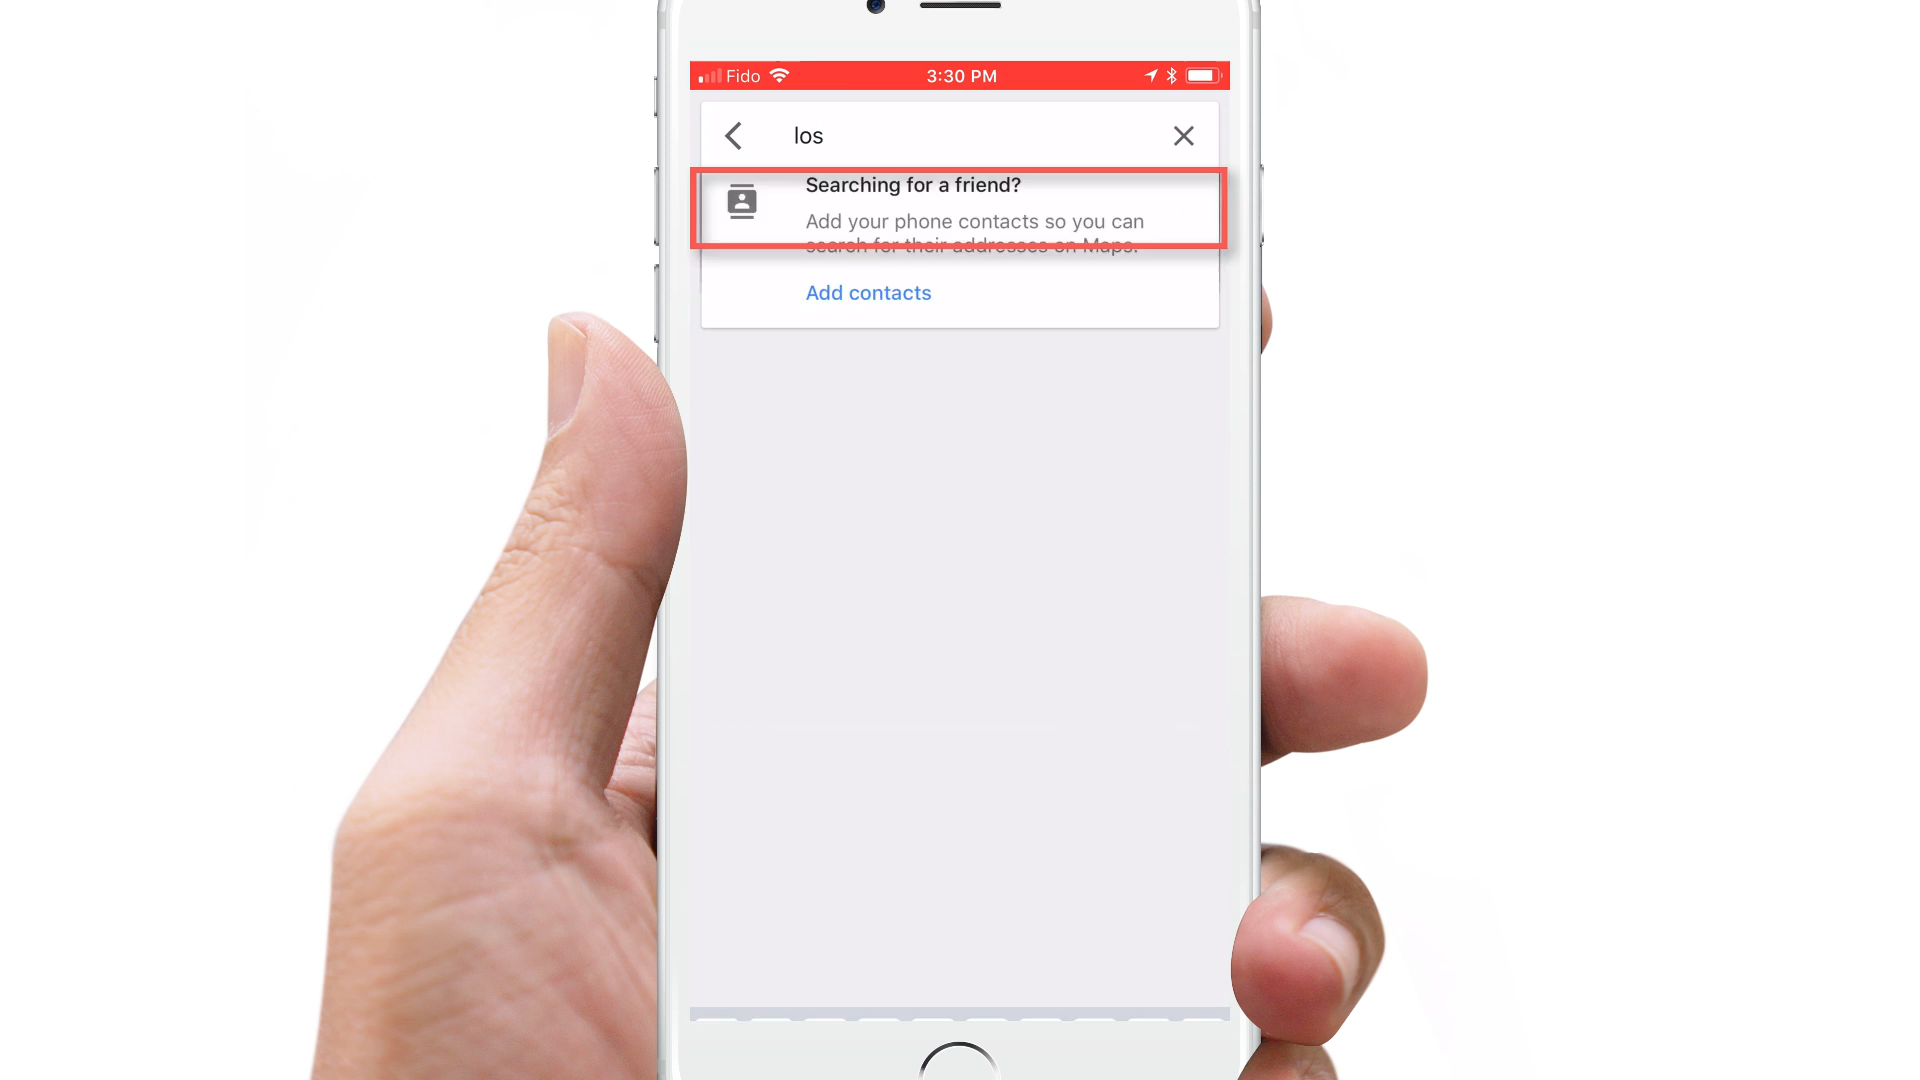 Fido 3:30 PM
los
Searching for a friend?
Add your phone contacts so you can
search for their addresses on Maps.
Add contacts